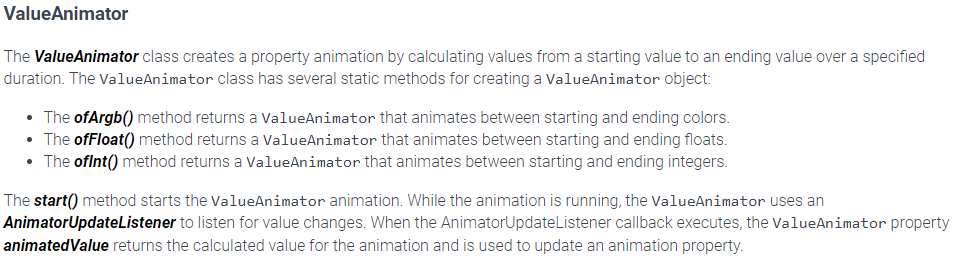 ValueAnimator
The ValueAnimator class creates a property animation by calculating values from a starting value to an ending value over a specified
duration. The ValueAnimator class has several static methods for creating a ValueAnimator object:
• The ofArgb() method returns a ValueAnimator that animates between starting and ending colors.
• The ofFloat() method returns a ValueAnimator that animates between starting and ending floats.
• The ofInt() method returns a ValueAnimator that animates between starting and ending integers.
The start() method starts the ValueAnimator animation. While the animation is running, the ValueAnimator uses an
AnimatorUpdateListener to listen for value changes. When the AnimatorUpdateListener callback executes, the ValueAnimator property
animatedValue returns the calculated value for the animation and is used to update an animation property.